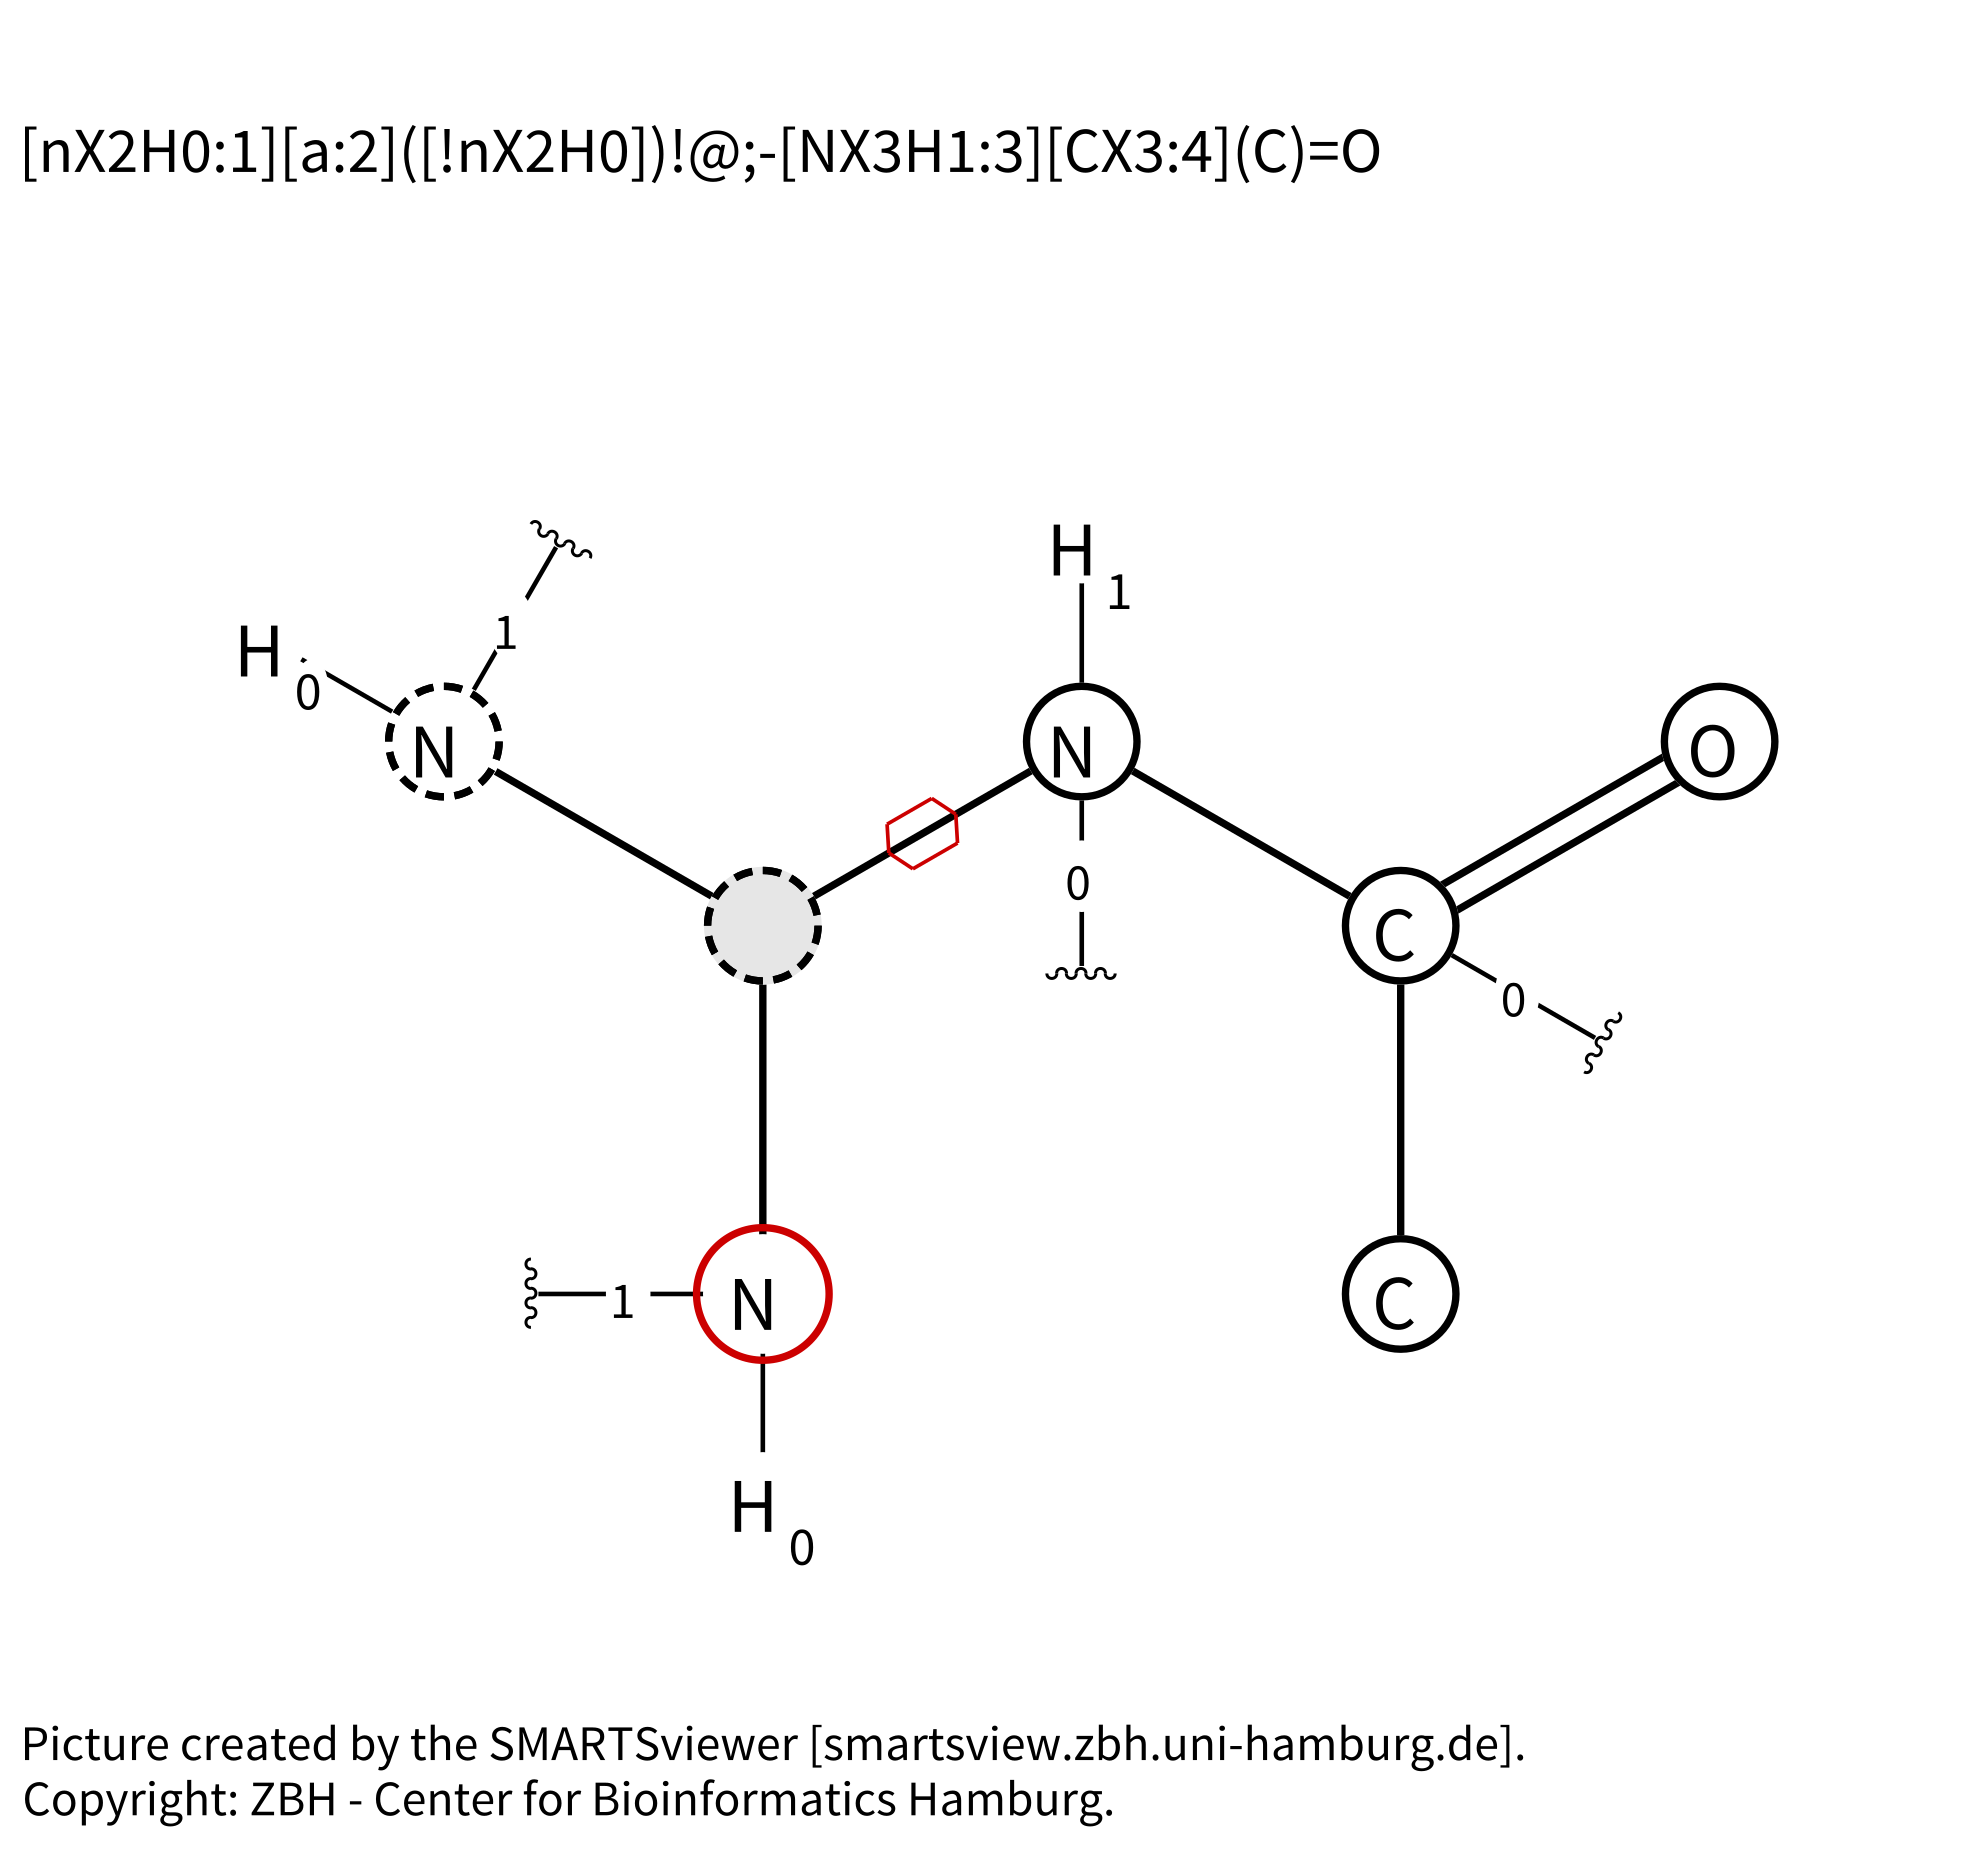 [nX2H0:1][a:2]([!nX2H0])!@;-[NX3H1:3][CX3:4](C)=O
H
1
1
H
0
N
N
O
0
C
0
1
N
C
H
0
Picture created by the SMARTSviewer [smartsview.zbh.uni-hamburg.de].
Copyright: ZBH - Center for Bioinformatics Hamburg.